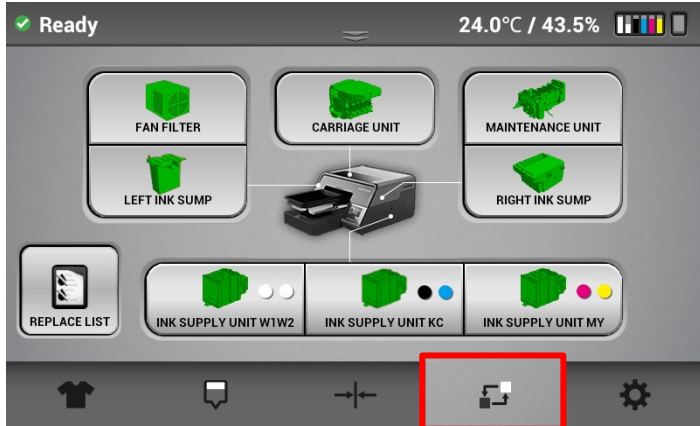 Ready
24.0°C / 43.5%
FAN FILTER
CARRIAGE UNIT
MAINTENANCE UNIT
LEFT INK SUMP
RIGHT INK SUMP
REPLACE LIST
INK SUPPLY UNIT W1W2
INK SUPPLY UNIT KC
INK SUPPLY UNIT MY